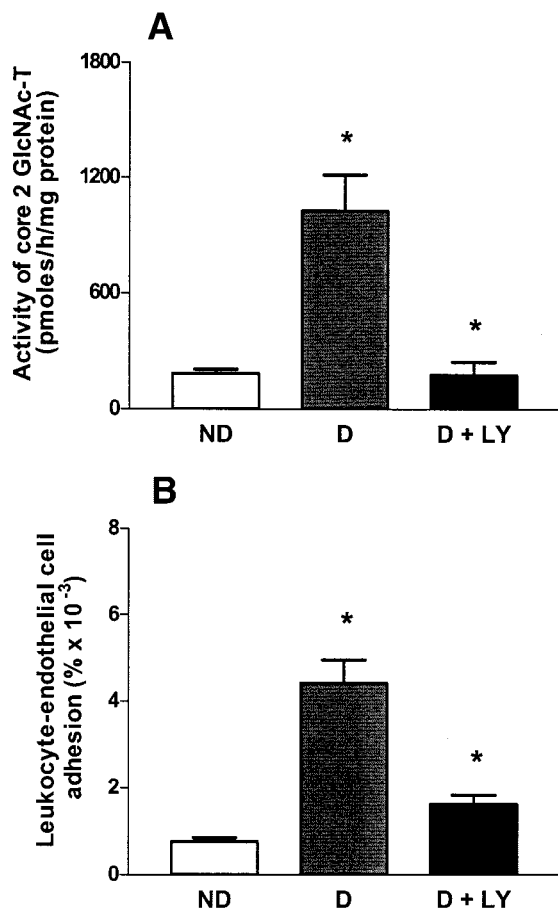 A
Activity of core 2 GlcNAc-T
(pmoles/h/mg protein)
1800
1200
600
0
*
*
ND D D + LY
B
Leukocyte-endothelial cell
adhesion (% x 10⁻³)
8
6
4
2
0
*
*
ND D D + LY